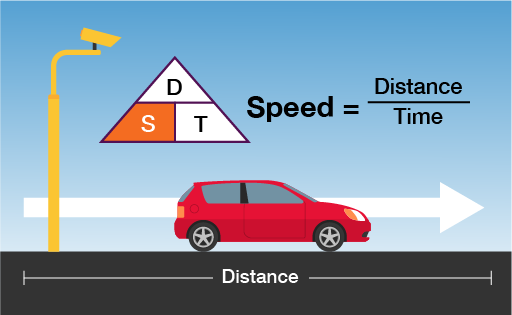 D
S T
Speed = Distance
Time
Distance